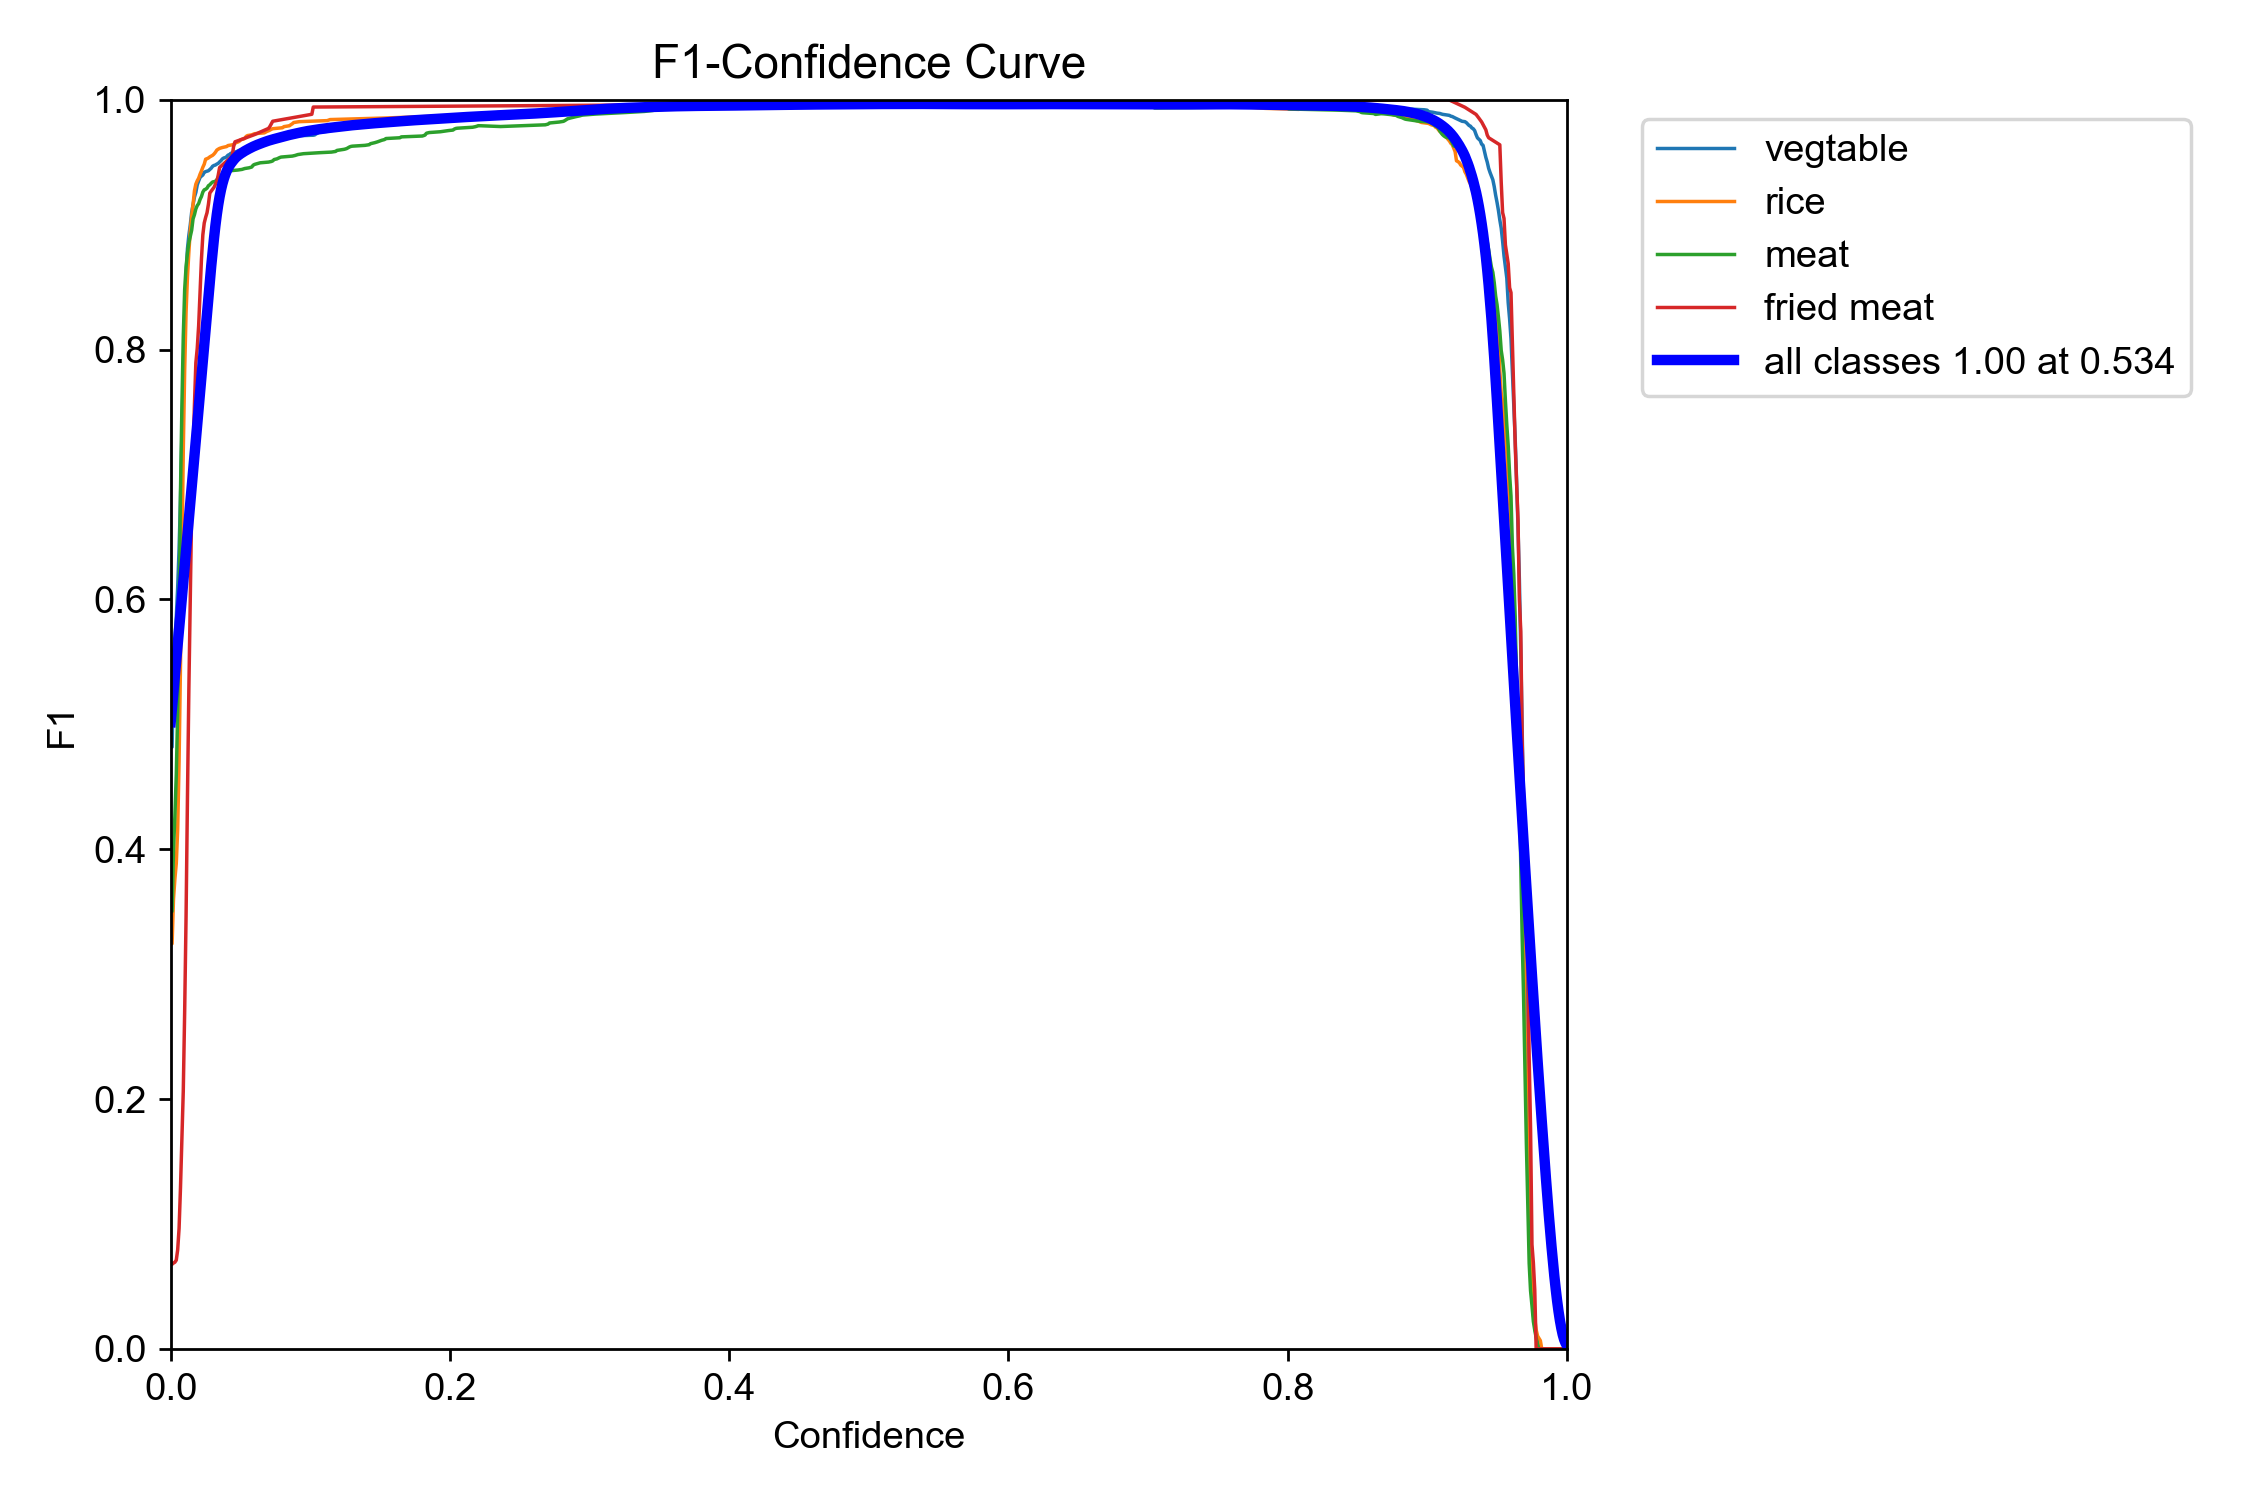 F1-Confidence Curve
1.0
0.8
0.6
0.4
0.2
0.0
F1
0.0 0.2 0.4 0.6 0.8 1.0
Confidence
vegtable
rice
meat
fried meat
all classes 1.00 at 0.534